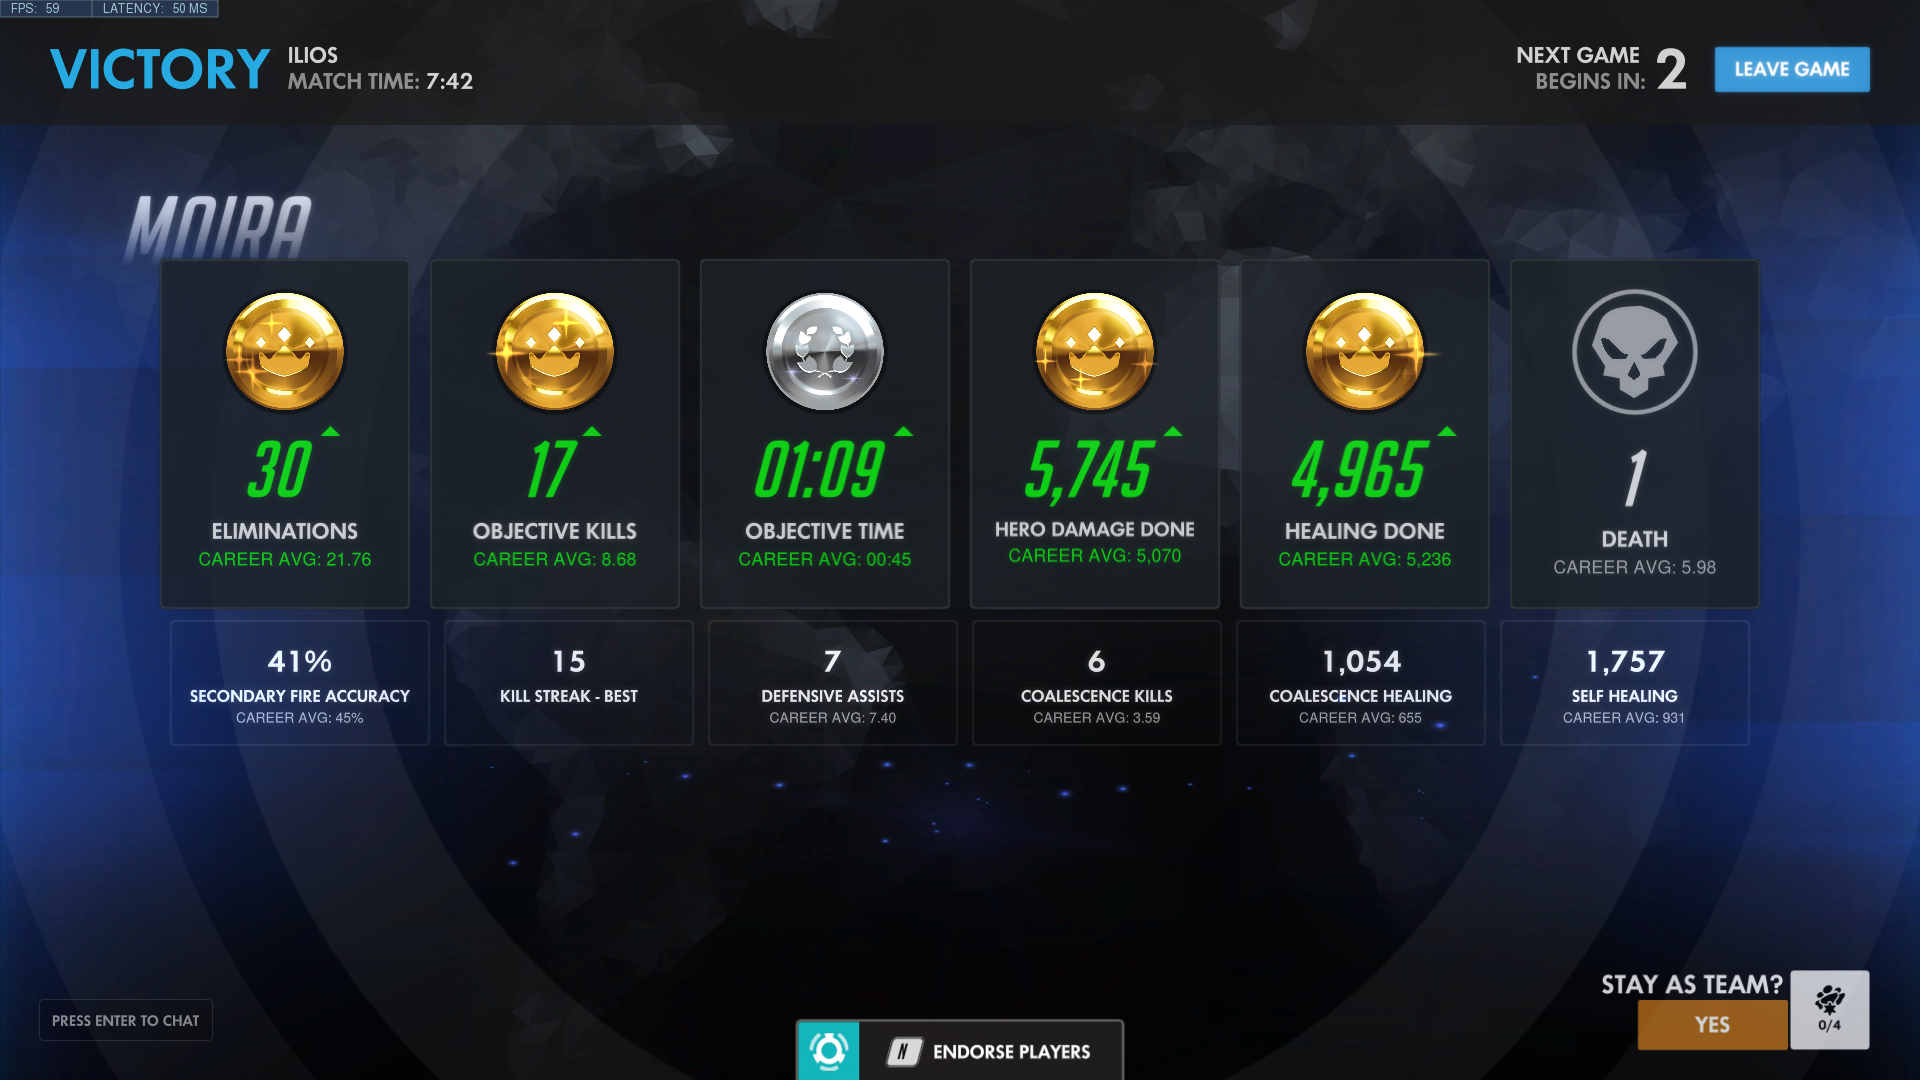 FPS: 59 LATENCY: 50 MS
VICTORY
ILIOS
MATCH TIME: 7:42
NEXT GAME
BEGINS IN: 2
LEAVE GAME
MOIRA
30
ELIMINATIONS
CAREER AVG: 21.76
17
OBJECTIVE KILLS
CAREER AVG: 8.68
01:09
OBJECTIVE TIME
CAREER AVG: 00:45
5,745
HERO DAMAGE DONE
CAREER AVG: 5,070
4,965
HEALING DONE
CAREER AVG: 5,236
1
DEATH
CAREER AVG: 5.98
41%
SECONDARY FIRE ACCURACY
CAREER AVG: 45%
15
KILL STREAK - BEST
7
DEFENSIVE ASSISTS
CAREER AVG: 7.40
6
COALESCENCE KILLS
CAREER AVG: 3.59
1,054
COALESCENCE HEALING
CAREER AVG: 655
1,757
SELF HEALING
CAREER AVG: 931
PRESS ENTER TO CHAT
N ENDORSE PLAYERS
STAY AS TEAM?
YES
0/4